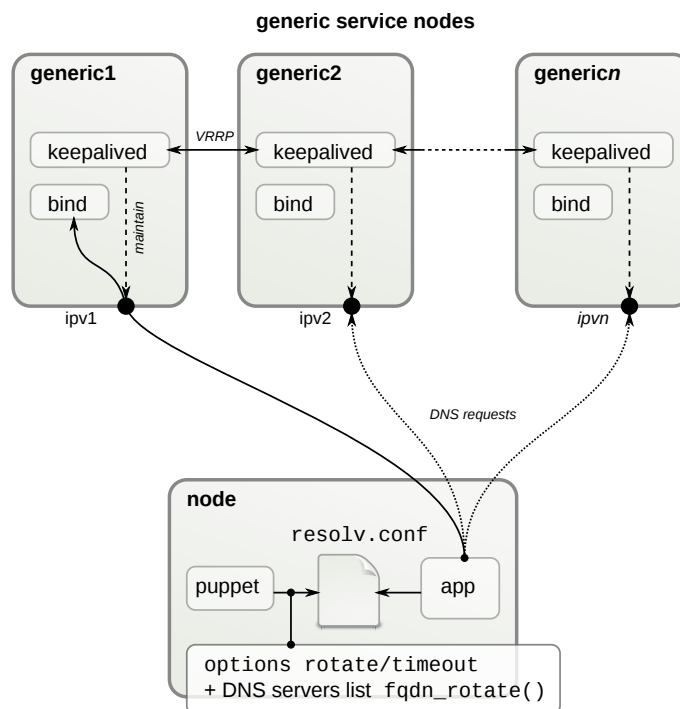 generic service nodes
generic1
generic2
genericn
keepalived
VRRP
keepalived
keepalived
bind
maintain
bind
bind
ipv1
ipv2
ipvn
DNS requests
node
resolv.conf
puppet
app
options rotate/timeout
+ DNS servers list fqdn_rotate()